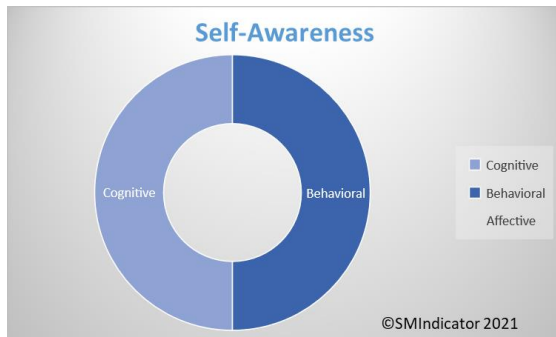 Self-Awareness
Cognitive
Behavioral
Cognitive
Behavioral
Affective
©SMIndicator 2021